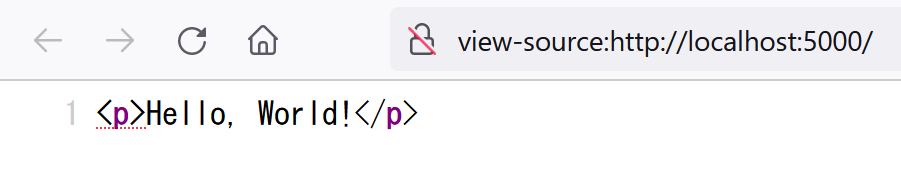 view-source:http://localhost:5000/
1 <p>Hello, World!</p>